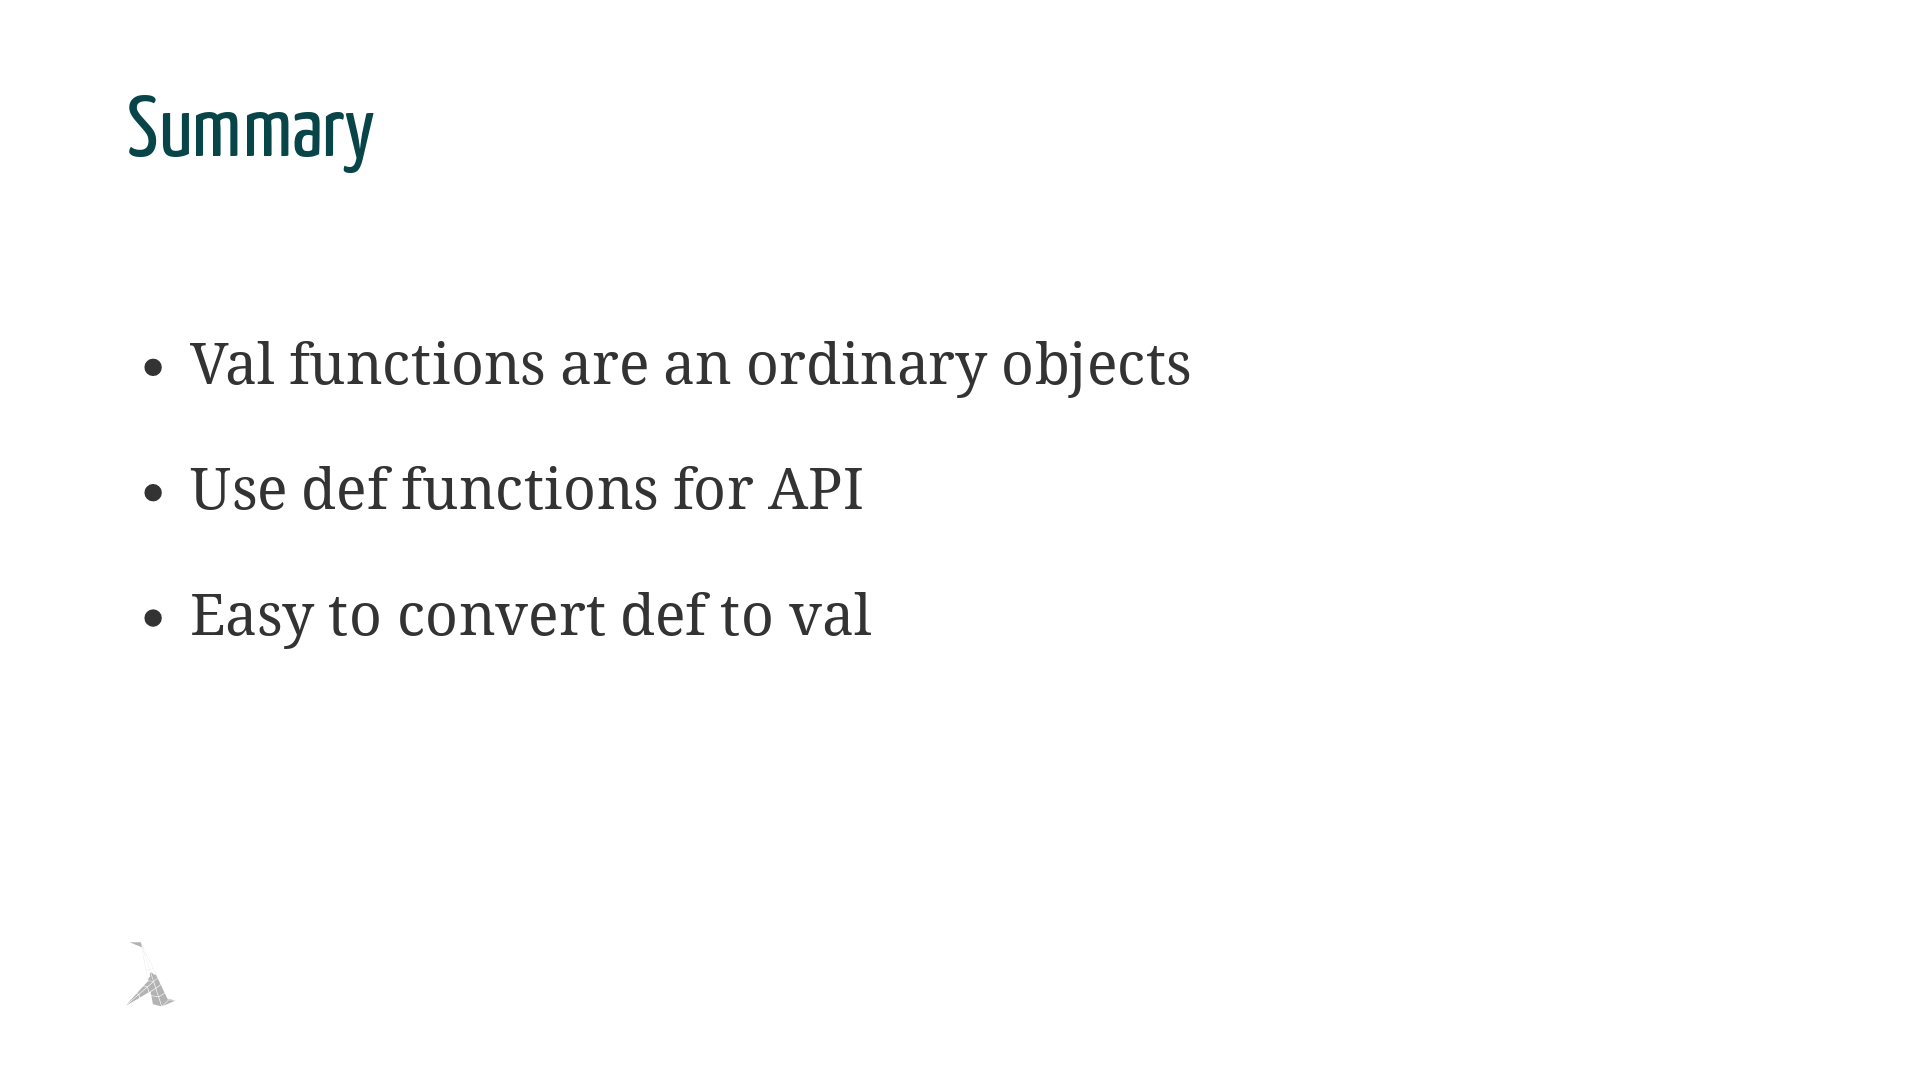 Summary
• Val functions are an ordinary objects
• Use def functions for API
• Easy to convert def to val